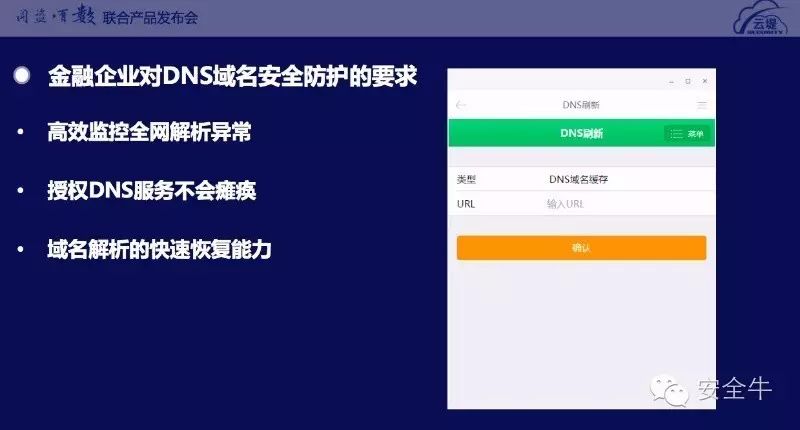 闰盗·百数 联合产品发布会
云堤
SECURITY
金融企业对DNS域名安全防护的要求
• 高效监控全网解析异常
• 授权DNS服务不会瘫痪
• 域名解析的快速恢复能力
DNS刷新
DNS刷新
菜单
类型 DNS域名缓存
URL 输入URL
确认
安全牛